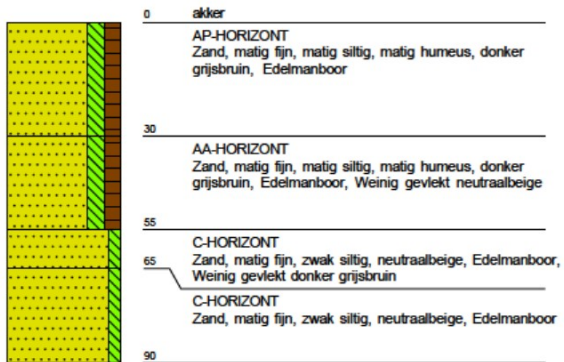 0 akker
AP-HORIZONT
Zand, matig fijn, matig siltig, matig humeus, donker
grijsbruin, Edelmanboor
30
AA-HORIZONT
Zand, matig fijn, matig siltig, matig humeus, donker
grijsbruin, Edelmanboor, Weinig gevlekt neutraalbeige
55
C-HORIZONT
Zand, matig fijn, zwak siltig, neutraalbeige, Edelmanboor,
65
Weinig gevlekt donker grijsbruin
C-HORIZONT
Zand, matig fijn, zwak siltig, neutraalbeige, Edelmanboor
90